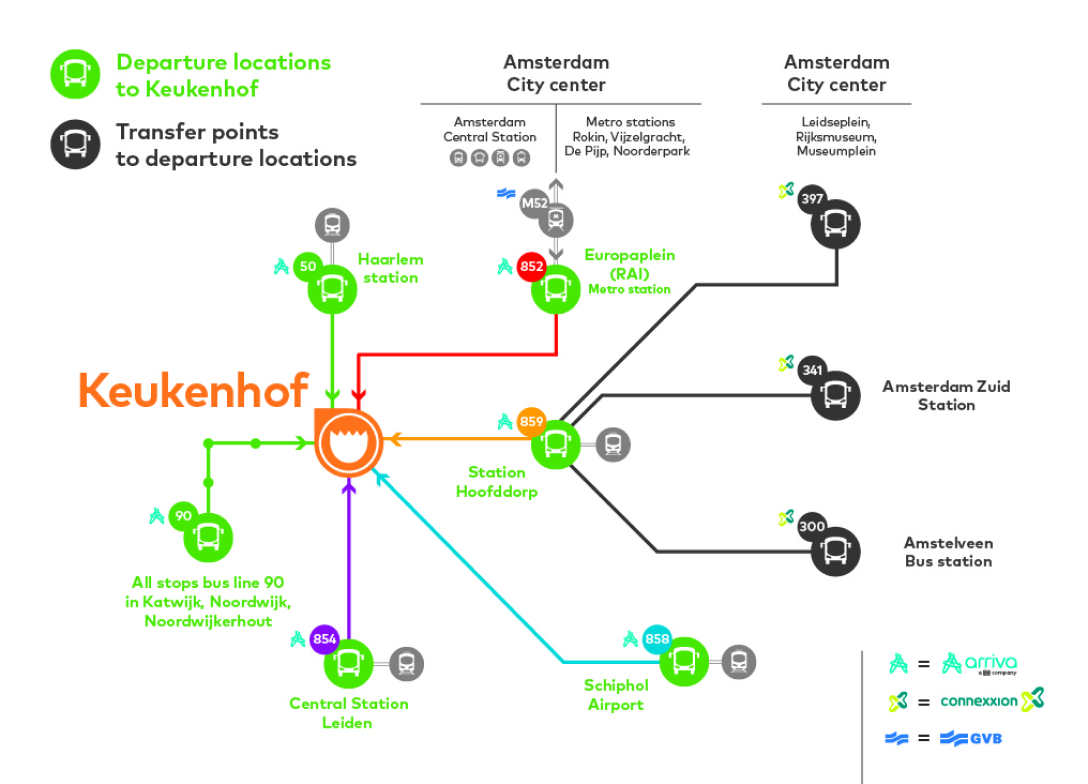 Departure locations
to Keukenhof
Transfer points
to departure locations
Amsterdam
City center
Amsterdam
Central Station
Metro stations
Rokin, Vijzelgracht,
De Pijp, Noorderpark
Amsterdam
City center
Leidseplein,
Rijksmuseum,
Museumplein
M52
M
397
50
Haarlem
station
852
Europaplein
(RAI)
Metro station
Keukenhof
341
Amsterdam Zuid
Station
859
Station
Hoofddorp
90
All stops bus line 90
in Katwijk, Noordwijk,
Noordwijkerhout
300
Amstelveen
Bus station
854
Central Station
Leiden
858
Schiphol
Airport
= arriva
= connexxion
= GVB